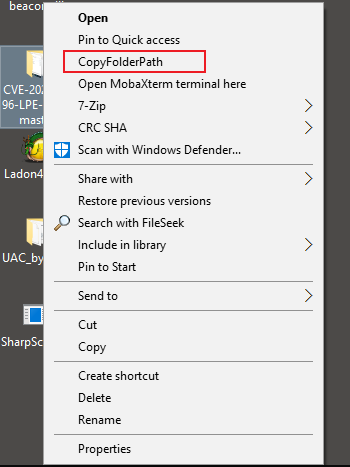 beacon
Open
Pin to Quick access
CopyFolderPath
Open MobaXterm terminal here
7-Zip
CRC SHA
Scan with Windows Defender...
Share with
Restore previous versions
Search with FileSeek
Include in library
Pin to Start
Send to
Cut
Copy
Create shortcut
Delete
Rename
Properties
CVE-202
96-LPE-
mast
Ladon4
UAC_by
SharpSc